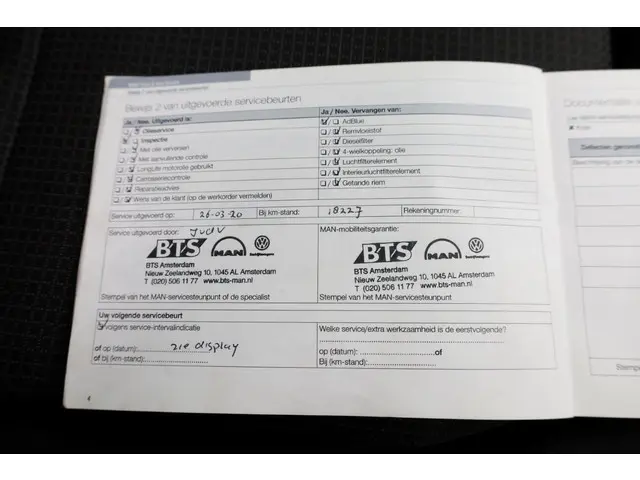 Bewijs 2 van uitgevoerde servicebeurten
Ja / Nee. Uitgevoerd is:
Olieservice
Inspectie
Met olie verversen
Met aanvullende controle
Longlife motorolie gebruikt
Carrosseriecontrole
Reparatieadvies
Wens van de klant (op de werkorder vermelden)
Ja / Nee. Vervangen van:
AdBlue
Remvloeistof
Dieselfilter
4-wielkoppeling: olie
Luchtfilterelement
Interieurluchtfilterelement
Getande riem
Service uitgevoerd op: 26-03-20 Bij km-stand: 18227 Rekeningnummer:
Service uitgevoerd door:
BTS MAN
BTS Amsterdam
Nieuw Zeelandweg 10, 1045 AL Amsterdam
T (020) 506 11 77 www.bts-man.nl
Stempel van het MAN-servicesteunpunt of de specialist
MAN-mobiliteitsgarantie:
BTS MAN
BTS Amsterdam
Nieuw Zeelandweg 10, 1045 AL Amsterdam
T (020) 506 11 77 www.bts-man.nl
Stempel van het MAN-servicesteunpunt
Uw volgende servicebeurt
Volgens service-intervalindicatie
of op (datum): zie display
of bij (km-stand):
Welke service/extra werkzaamheid is de eerstvolgende?
op (datum): of
Bij (km-stand):
4